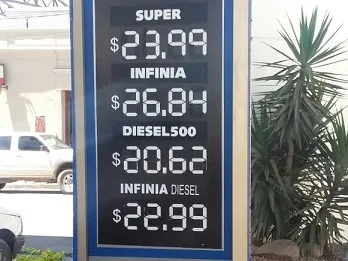 SUPER
$23.99
INFINIA
$26.84
DIESEL500
$20.62
INFINIA DIESEL
$22.99